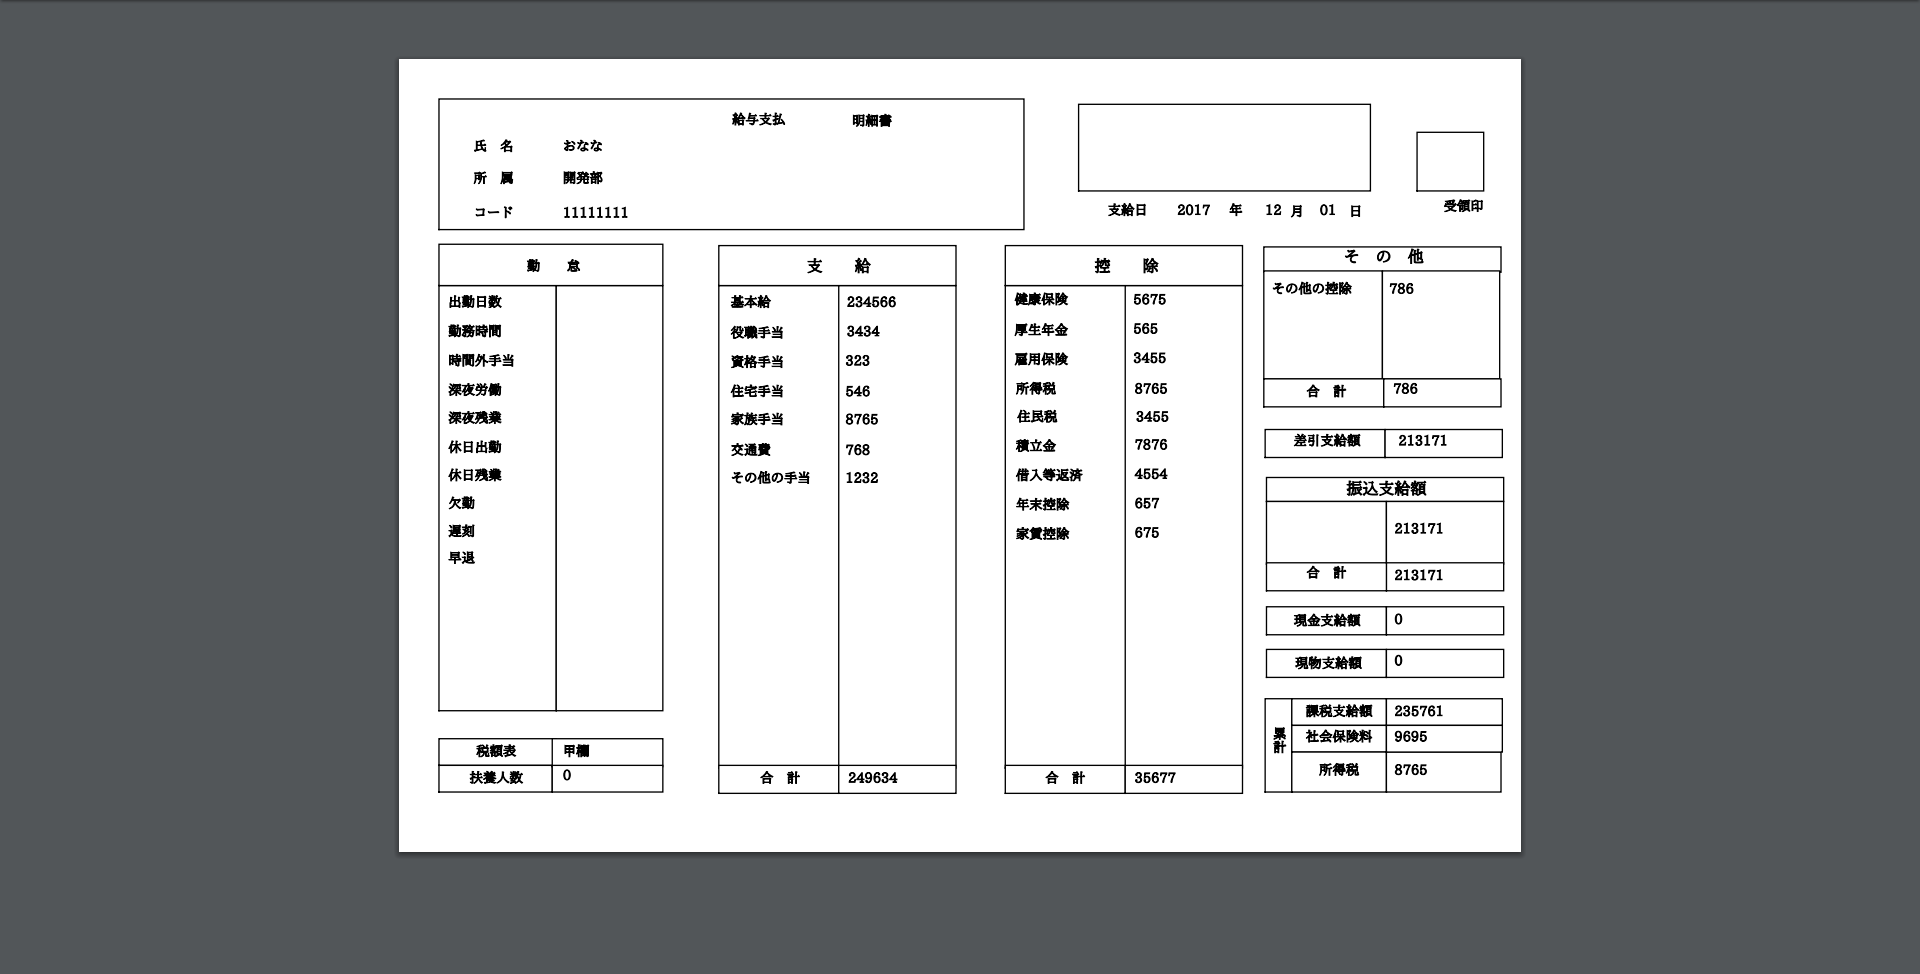 給与支払 明細書
氏 名 おなな
所 属 開発部
コード 11111111
支給日 2017 年 12 月 01 日
受領印
勤 怠
出勤日数
勤務時間
時間外手当
深夜労働
深夜残業
休日出勤
休日残業
欠勤
遅刻
早退
税額表 甲欄
扶養人数 0
支 給
基本給 234566
役職手当 3434
資格手当 323
住宅手当 546
家族手当 8765
交通費 768
その他の手当 1232
合 計 249634
控 除
健康保険 5675
厚生年金 565
雇用保険 3455
所得税 8765
住民税 3455
積立金 7876
借入等返済 4554
年末控除 657
家賃控除 675
合 計 35677
そ の 他
その他の控除 786
合 計 786
差引支給額 213171
振込支給額
213171
合 計 213171
現金支給額 0
現物支給額 0
累計
課税支給額 235761
社会保険料 9695
所得税 8765